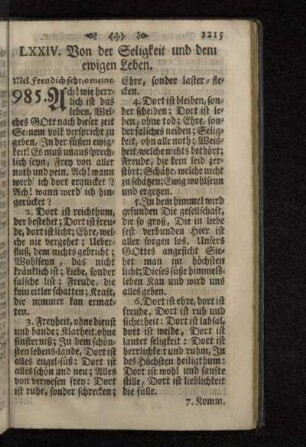 2215
LXXIV. Von der Seligkeit und dem
ewigen Leben.
Mel. Freu dich sehr, o meine
985. Ach! wie herr-
lich ist das
leben, Wel-
ches GOtt nach dieser zeit
Seinem volk verspricht zu
geben, In der süssen ewig-
keit! Es muß unaussprech-
lich seyn, Frey von aller
noth und pein. Ach! wann
werd ich dort erquicket?
Ach! wann werd ich hin
gerücket?
2. Dort ist reichthum,
der bestehet; Dort ist freu-
de, dort ist licht; Ehre, wel-
che nie vergehet; Ueber-
fluß, dem nichts gebricht;
Wohlseyn, das nicht
kränklich ist; Liebe, sonder
falsche list; Freude, die
kein alter schatten; Kraft,
die nimmer kan ermat-
ten.
3. Freyheit, ohne dienst
und bande; Klarheit, ohne
finsterniß; In dem schön-
sten lebens-lande, Dort ist
alles engel-süß: Dort ist
alles schön und neu; Alles
von verwesen frey: Dort
ist ruhe, sonder schrecken;
Ehre, sonder laster-fle-
cken.
4. Dort ist bleiben, son-
der scheiden; Dort ist le-
ben, ohne tod; Ehre, son-
der falsches neiden; Selig-
keit, ohn alle noth; Weis-
heit, welche nichts bethört;
Freude, die kein leid zer-
stört; Schätze, welche nicht
zu schätzen; Ewig wohlseyn
und ergetzen.
5. In dem himmel wird
gefunden Die gesellschaft,
die so groß, Die in liebe
fest verbunden Hier ist
aller sorgen los. Unsers
GOttes angesicht Sie-
het man im höchsten
licht; Dieses süsse himmels-
leben Kan und wird uns
alles geben.
6. Dort ist ehre, dort ist
freude, Dort ist ruh und
sicherheit: Dort ist labsal,
dort ist weide, Dort ist
lauter seligkeit: Dort ist
herrlichkeit und ruhm, In
des Höchsten heiligthum:
Dort ist wohl und sanfte
stille, Dort ist lieblichkeit
die fülle.
7. Komm.